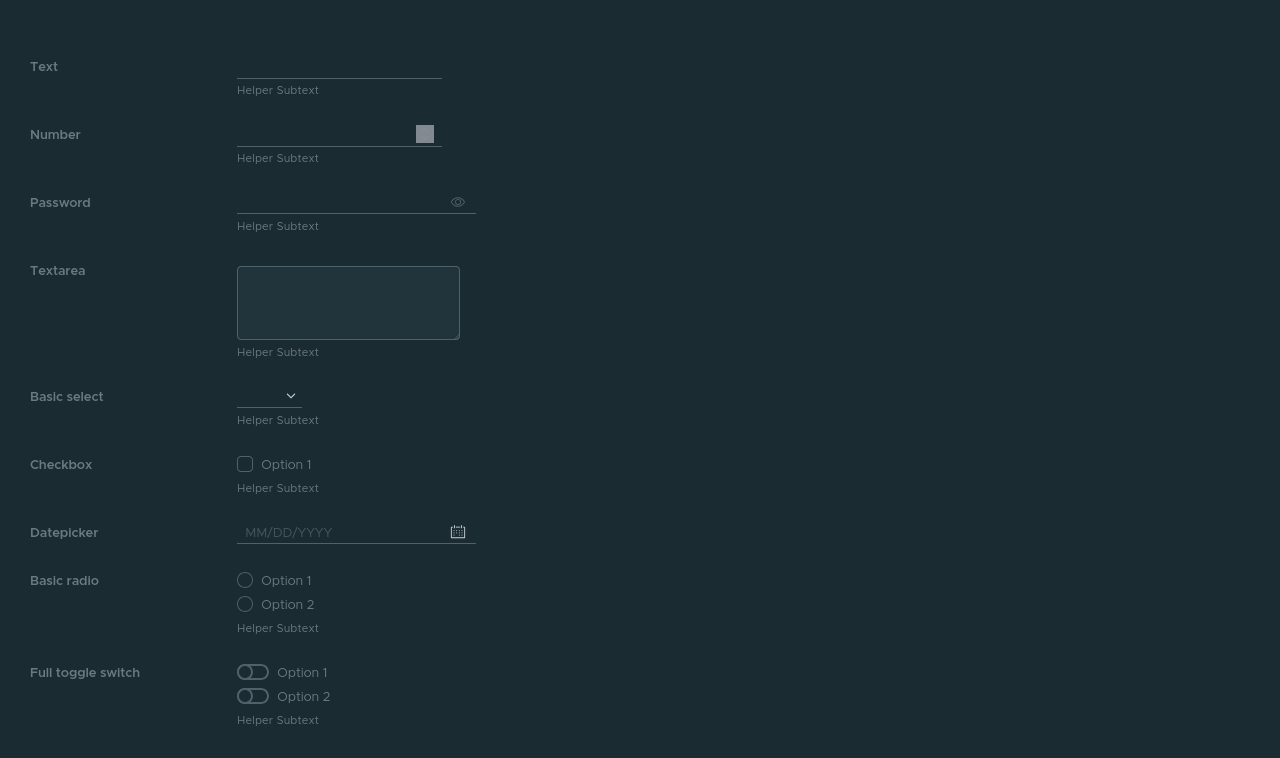 Text
Helper Subtext
Number
Helper Subtext
Password
Helper Subtext
Textarea
Helper Subtext
Basic select
Helper Subtext
Checkbox
Option 1
Helper Subtext
Datepicker
MM/DD/YYYY
Basic radio
Option 1
Option 2
Helper Subtext
Full toggle switch
Option 1
Option 2
Helper Subtext